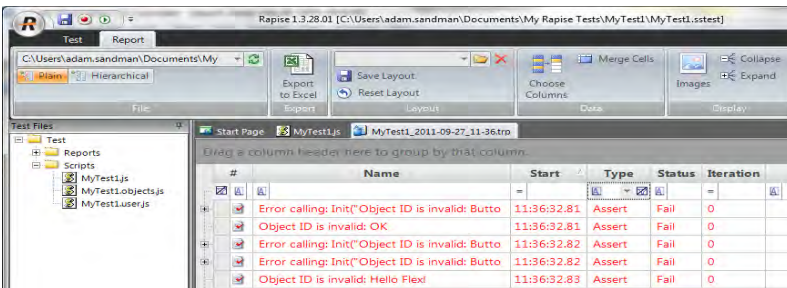 Rapise 1.3.28.01 [C:\Users\adam.sandman\Documents\My Rapise Tests\MyTest1\MyTest1.sstest]
Test Report
C:\Users\adam.sandman\Documents\My
Plain Hierarchical
File
Export to Excel
Export
Save Layout
Reset Layout
Layout
Choose Columns
Merge Cells
Data
Images
Collapse
Expand
Display
Test Files
Test
Reports
Scripts
MyTest1.js
MyTest1.objects.js
MyTest1.user.js
Start Page MyTest1.js MyTest1_2011-09-27_11-36.trp
Drag a column header here to group by that column.
# Name Start Type Status Iteration
Error calling: Init("Object ID is invalid: Butto 11:36:32.81 Assert Fail 0
Object ID is invalid: OK 11:36:32.81 Assert Fail 0
Error calling: Init("Object ID is invalid: Butto 11:36:32.82 Assert Fail 0
Error calling: Init("Object ID is invalid: Butto 11:36:32.82 Assert Fail 0
Object ID is invalid: Hello Flex! 11:36:32.83 Assert Fail 0